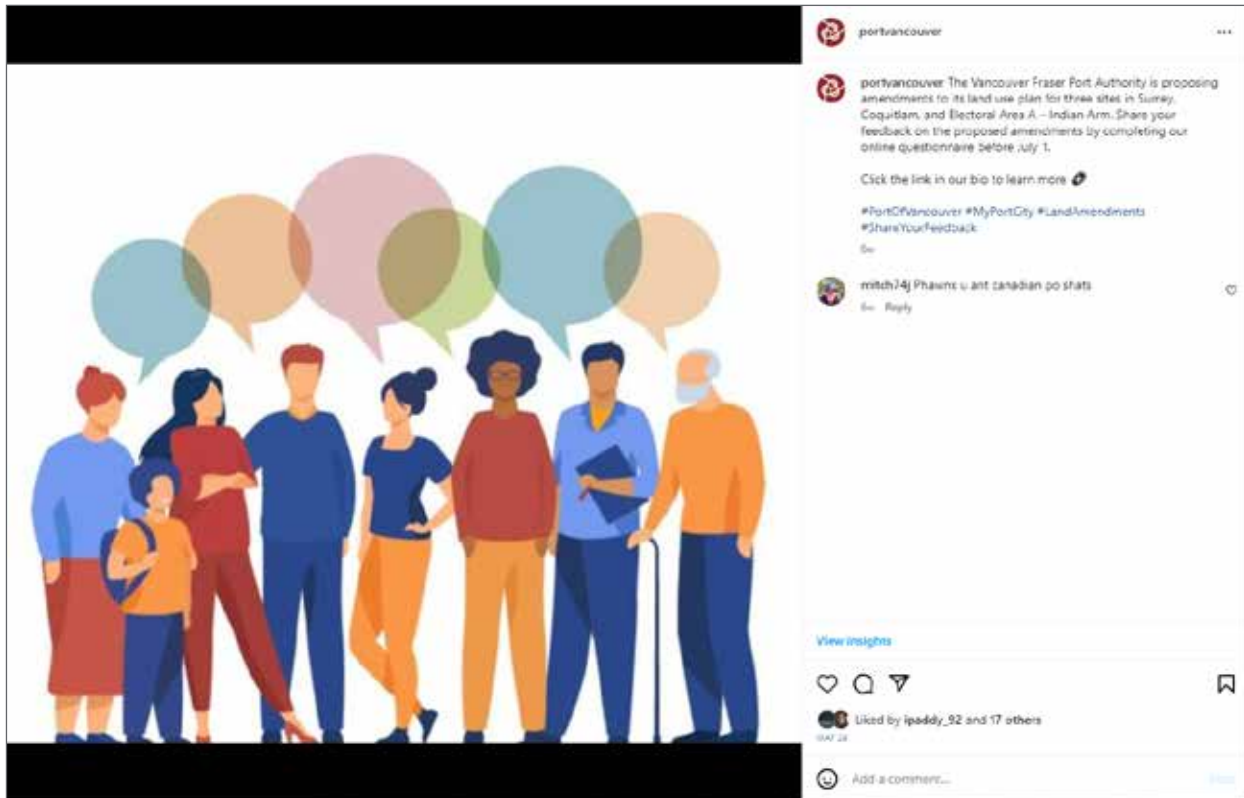 portvancouver
portvancouver The Vancouver Fraser Port Authority is proposing
amendments to its land use plan for three sites in Surrey,
Coquitlam, and Electoral Area A – Indian Arm. Share your
feedback on the proposed amendments by completing our
online questionnaire before July 1.
Click the link in our bio to learn more
#PortOfVancouver #MyPortCity #LandAmendments
#ShareYourFeedback
mitch74j Phawns u ant canadian po shats
Reply
View insights
Liked by ipaddy_92 and 17 others
Add a comment...